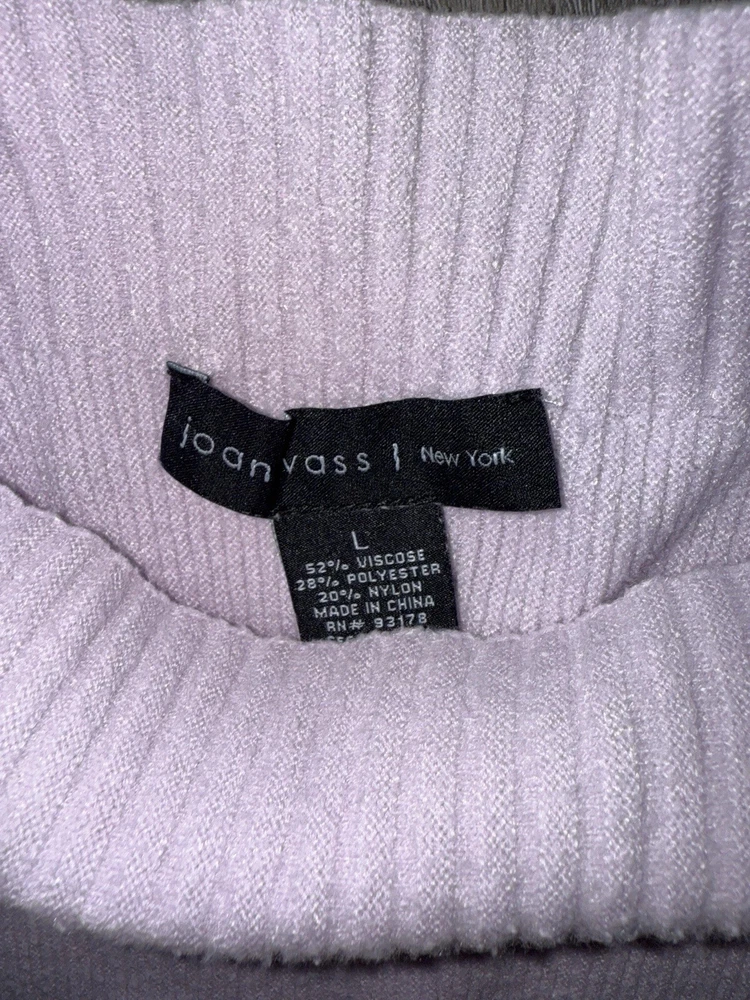 joan vass | New York
L
52% VISCOSE
28% POLYESTER
20% NYLON
MADE IN CHINA
RN# 93178